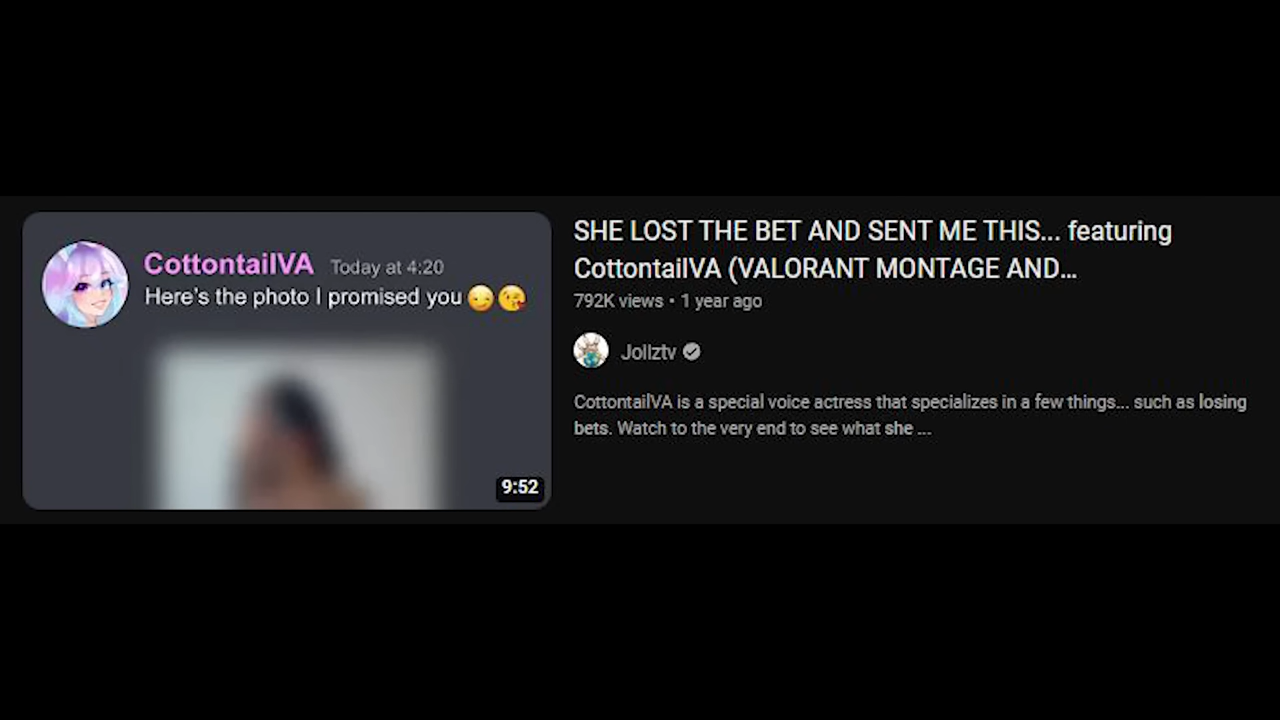 CottontailVA Today at 4:20
Here's the photo I promised you 😏😘
9:52
SHE LOST THE BET AND SENT ME THIS... featuring
CottontailVA (VALORANT MONTAGE AND...
792K views • 1 year ago
Jollztv
CottontailVA is a special voice actress that specializes in a few things... such as losing
bets. Watch to the very end to see what she ...